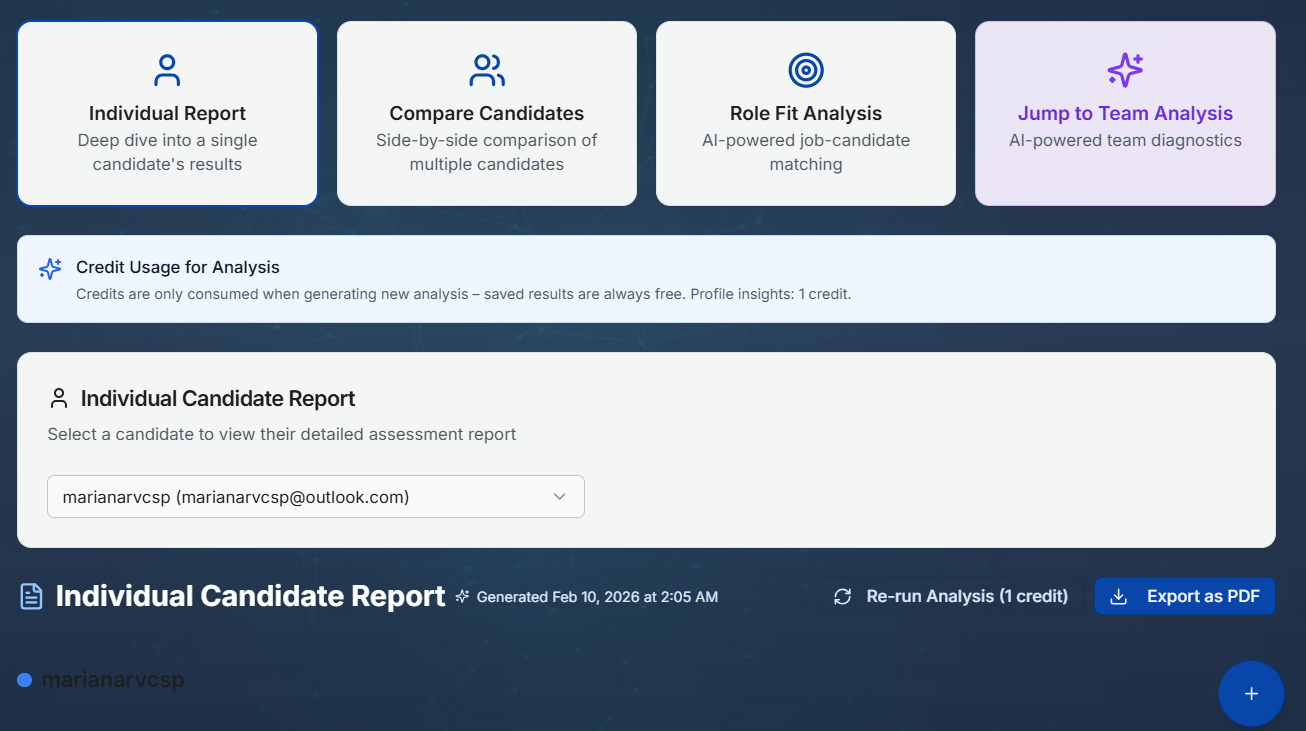 Individual Report
Deep dive into a single
candidate's results
Compare Candidates
Side-by-side comparison of
multiple candidates
Role Fit Analysis
AI-powered job-candidate
matching
Jump to Team Analysis
AI-powered team diagnostics
Credit Usage for Analysis
Credits are only consumed when generating new analysis – saved results are always free. Profile insights: 1 credit.
Individual Candidate Report
Select a candidate to view their detailed assessment report
marianarvcsp (marianarvcsp@outlook.com)
Individual Candidate Report
Generated Feb 10, 2026 at 2:05 AM
Re-run Analysis (1 credit)
Export as PDF
marianarvcsp